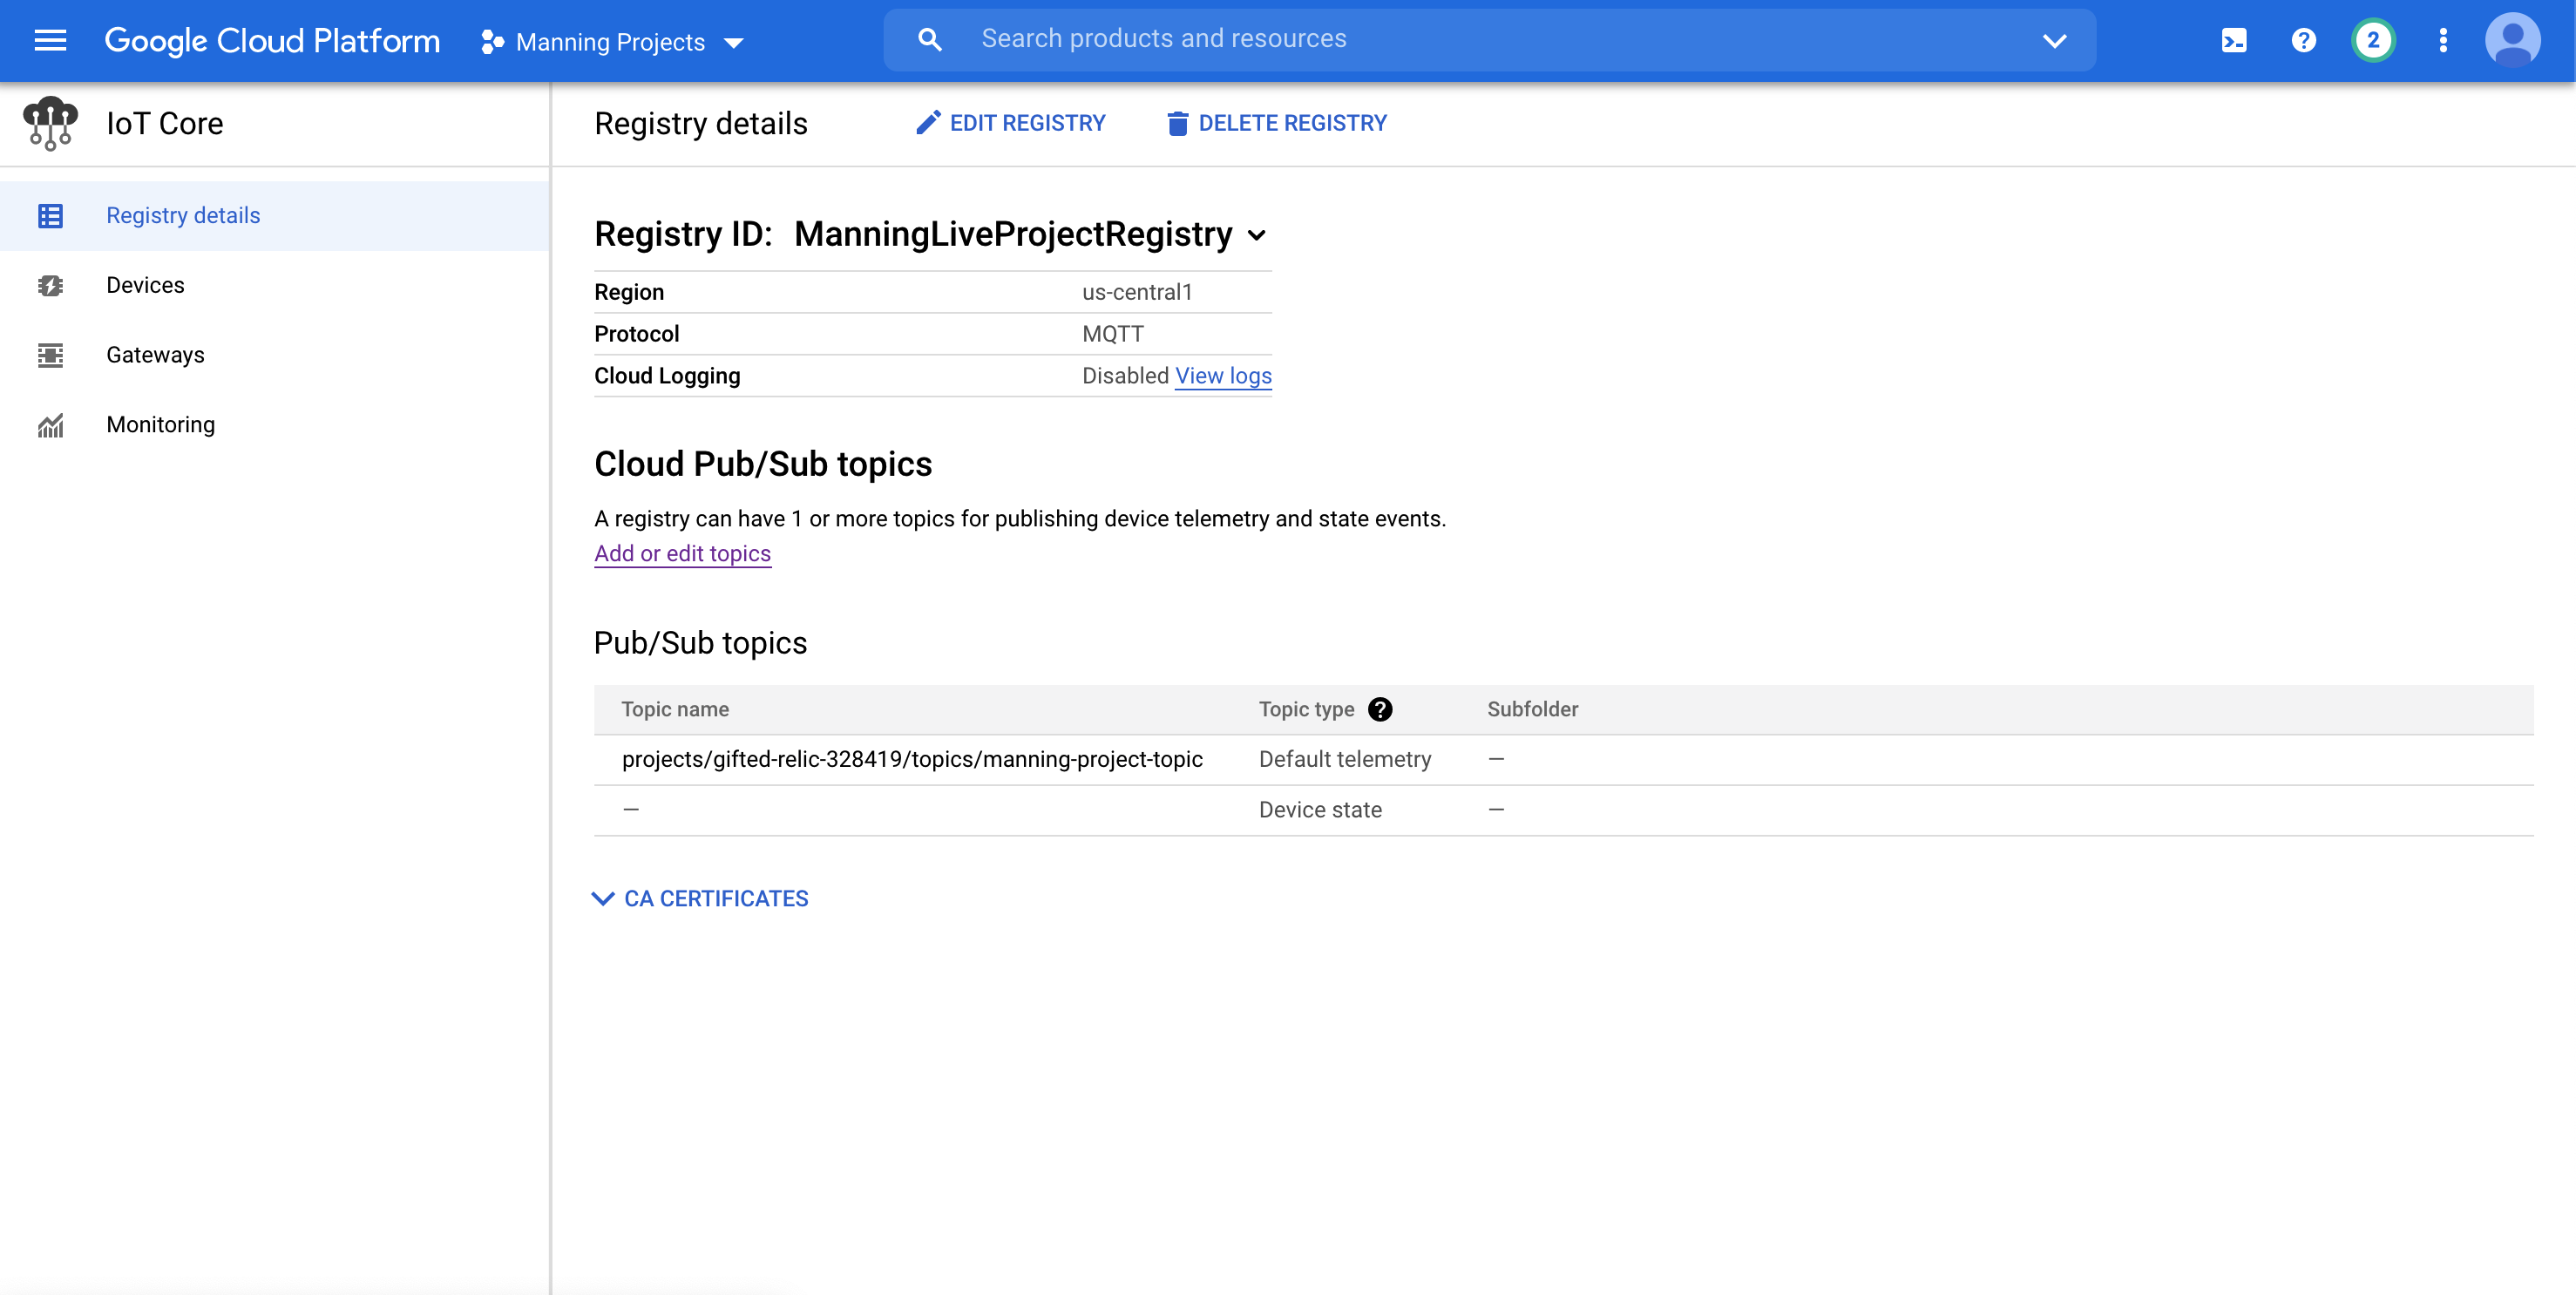 Google Cloud Platform Manning Projects Search products and resources 2
IoT Core
Registry details
Devices
Gateways
Monitoring
Registry details EDIT REGISTRY DELETE REGISTRY
Registry ID: ManningLiveProjectRegistry
Region us-central1
Protocol MQTT
Cloud Logging Disabled View logs
Cloud Pub/Sub topics
A registry can have 1 or more topics for publishing device telemetry and state events.
Add or edit topics
Pub/Sub topics
Topic name Topic type ? Subfolder
projects/gifted-relic-328419/topics/manning-project-topic Default telemetry —
— Device state —
CA CERTIFICATES